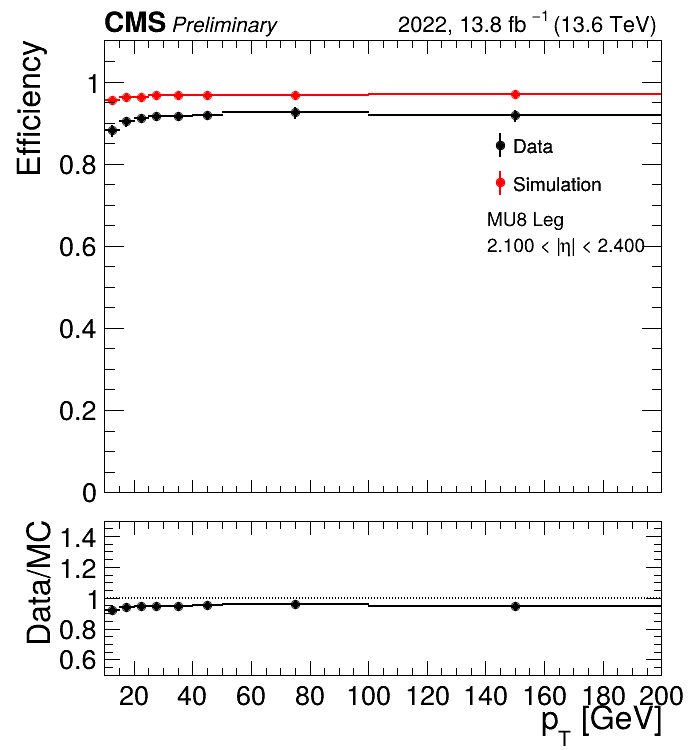 CMS Preliminary 2022, 13.8 fb⁻¹ (13.6 TeV)
Efficiency
1
0.8
0.6
0.4
0.2
0
Data
Simulation
MU8 Leg
2.100 < |η| < 2.400
Data/MC
1.4
1.2
1
0.8
0.6
20 40 60 80 100 120 140 160 180 200
p_T [GeV]